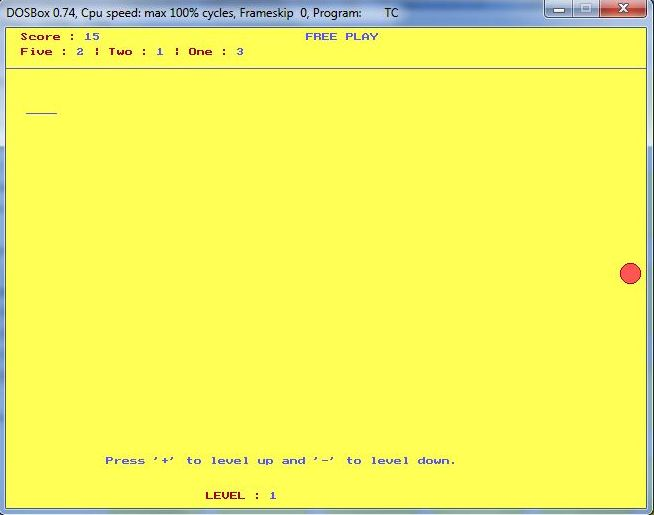 DOSBox 0.74, Cpu speed: max 100% cycles, Frameskip 0, Program: TC
Score : 15 FREE PLAY
Five : 2 | Two : 1 | One : 3
Press '+' to level up and '-' to level down.
LEVEL : 1